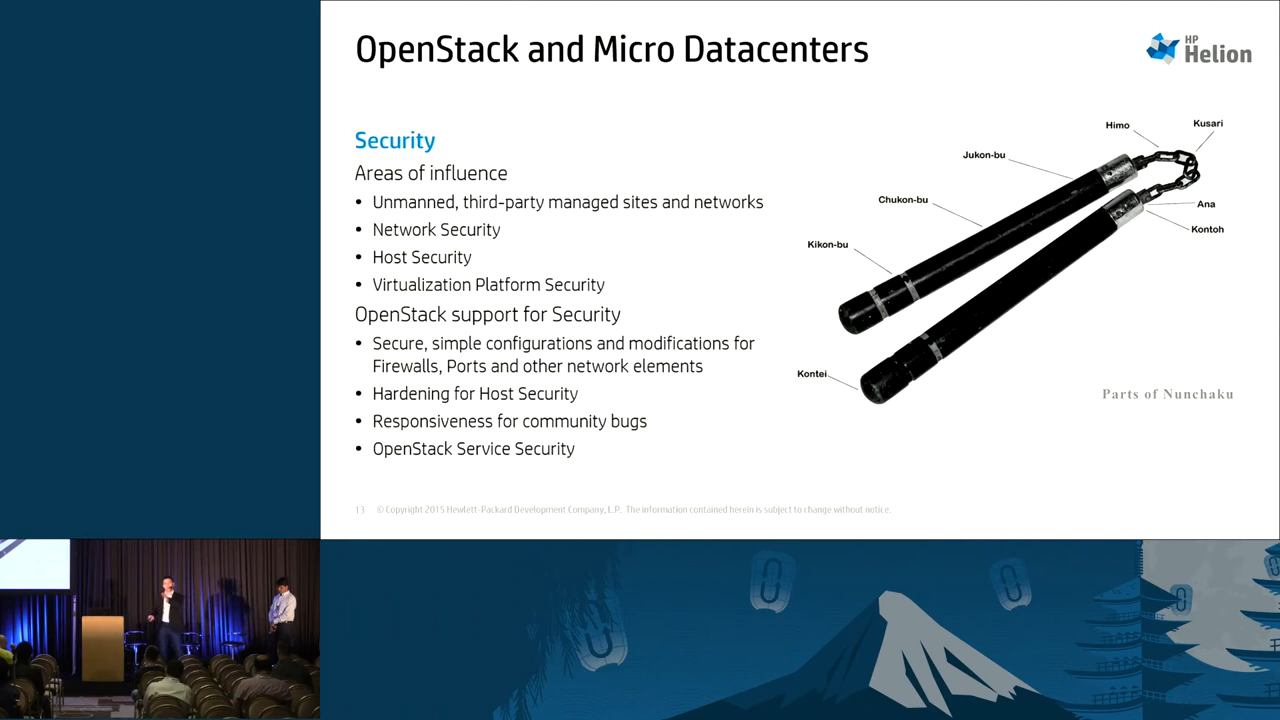 OpenStack and Micro Datacenters
HP
Helion
Security
Areas of influence
• Unmanned, third-party managed sites and networks
• Network Security
• Host Security
• Virtualization Platform Security
OpenStack support for Security
• Secure, simple configurations and modifications for
Firewalls, Ports and other network elements
• Hardening for Host Security
• Responsiveness for community bugs
• OpenStack Service Security
Himo
Kusari
Jukon-bu
Chukon-bu
Ana
Kontoh
Kikon-bu
Kontei
Parts of Nunchaku
13 © Copyright 2015 Hewlett-Packard Development Company, L.P. The information contained herein is subject to change without notice.